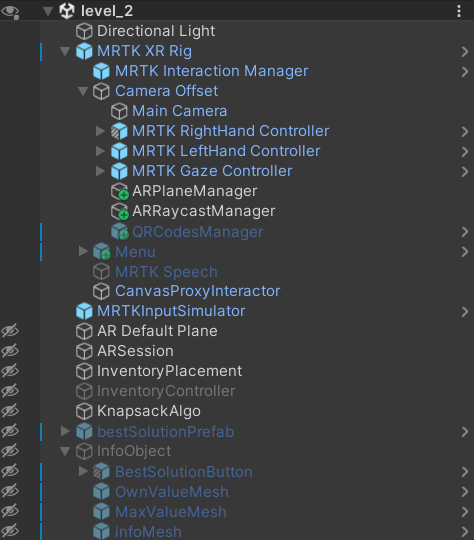 level_2
Directional Light
MRTK XR Rig
MRTK Interaction Manager
Camera Offset
Main Camera
MRTK RightHand Controller
MRTK LeftHand Controller
MRTK Gaze Controller
ARPlaneManager
ARRaycastManager
QRCodesManager
Menu
MRTK Speech
CanvasProxyInteractor
MRTKInputSimulator
AR Default Plane
ARSession
InventoryPlacement
InventoryController
KnapsackAlgo
bestSolutionPrefab
InfoObject
BestSolutionButton
OwnValueMesh
MaxValueMesh
infoMesh